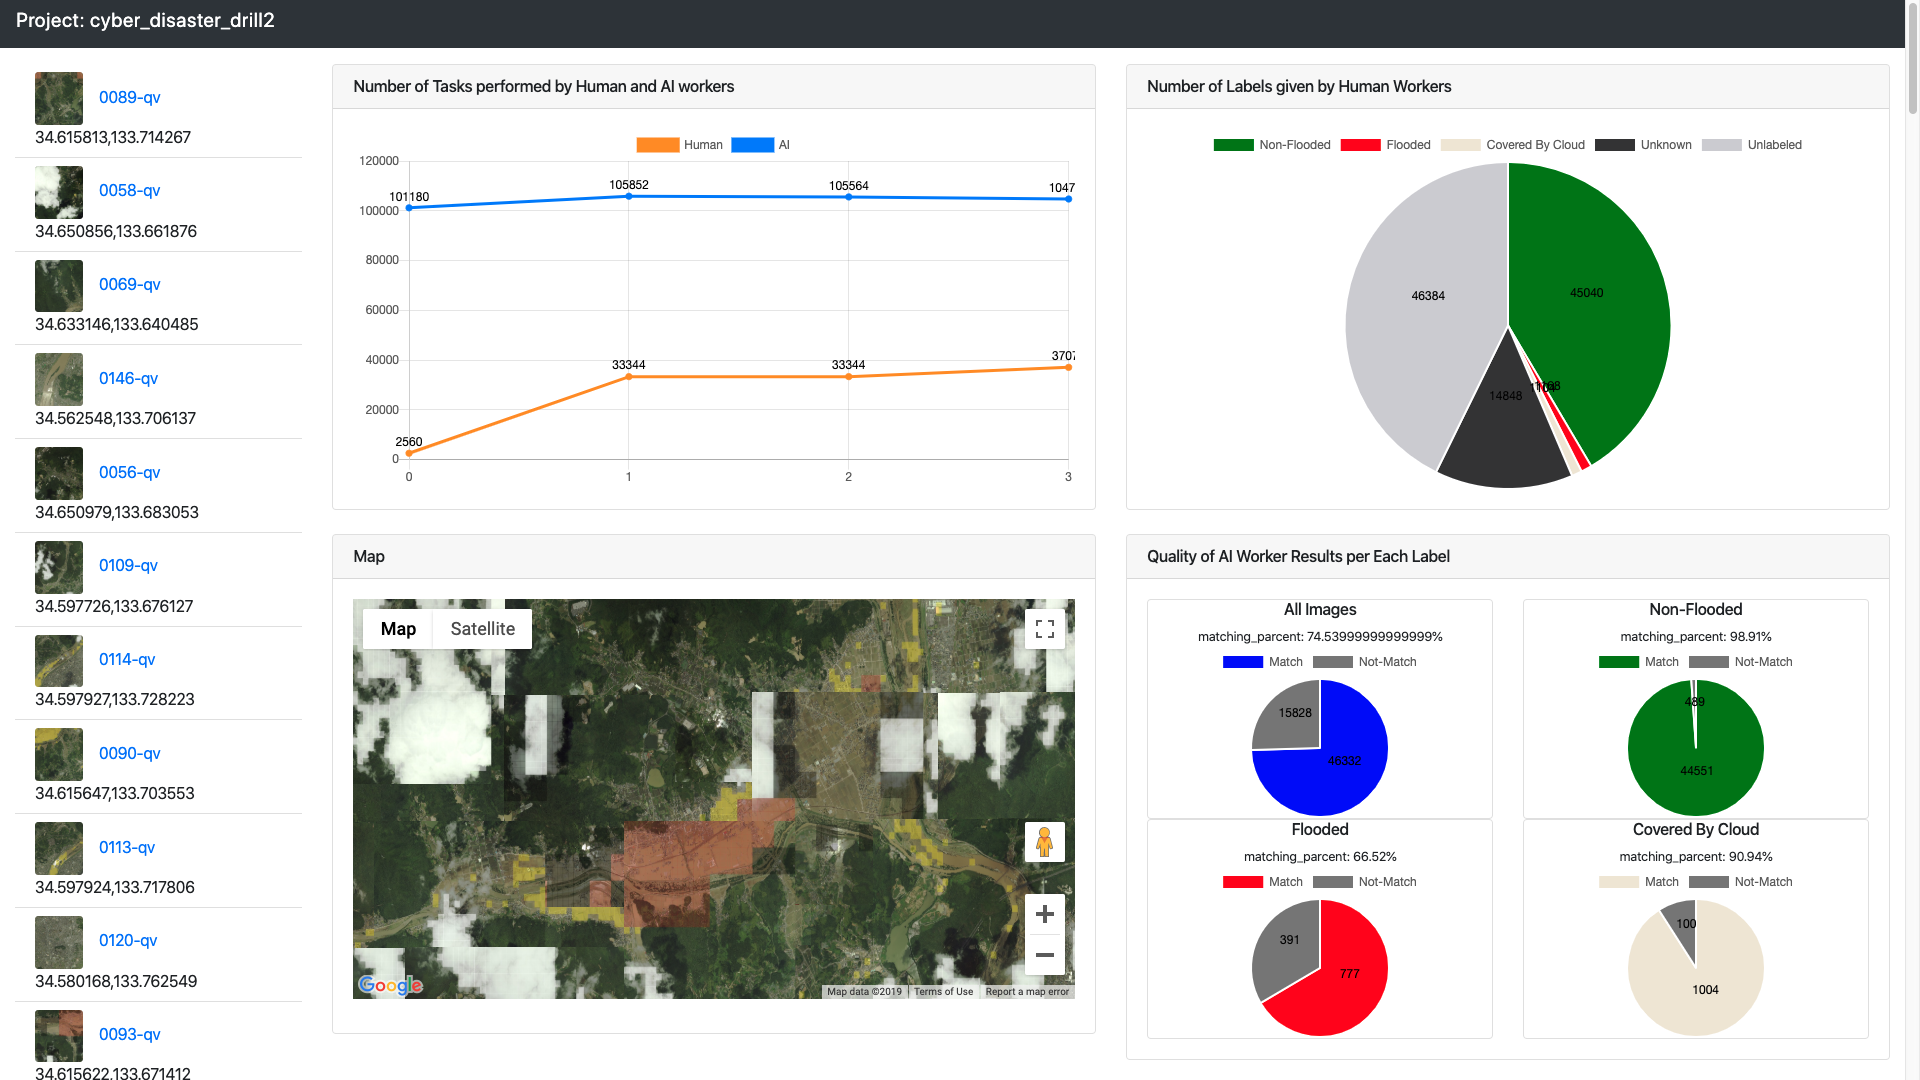 Project: cyber_disaster_drill2
0089-qv
34.615813,133.714267
0058-qv
34.650856,133.661876
0069-qv
34.633146,133.640485
0146-qv
34.562548,133.706137
0056-qv
34.650979,133.683053
0109-qv
34.597726,133.676127
0114-qv
34.597927,133.728223
0090-qv
34.615647,133.703553
0113-qv
34.597924,133.717806
0120-qv
34.580168,133.762549
0093-qv
34.615622,133.671412
Number of Tasks performed by Human and AI workers
Human AI
120000
100000
80000
60000
40000
20000
0
101180 105852 105564 1047
2560 33344 33344 3707
0 1 2 3
Number of Labels given by Human Workers
Non-Flooded Flooded Covered By Cloud Unknown Unlabeled
46384 45040
1168
14848
Map
Map Satellite
Google
Map data ©2019 Terms of Use Report a map error
Quality of AI Worker Results per Each Label
All Images
matching_parcent: 74.53999999999999%
Match Not-Match
15828
46332
Non-Flooded
matching_parcent: 98.91%
Match Not-Match
489
44551
Flooded
matching_parcent: 66.52%
Match Not-Match
391
777
Covered By Cloud
matching_parcent: 90.94%
Match Not-Match
100
1004